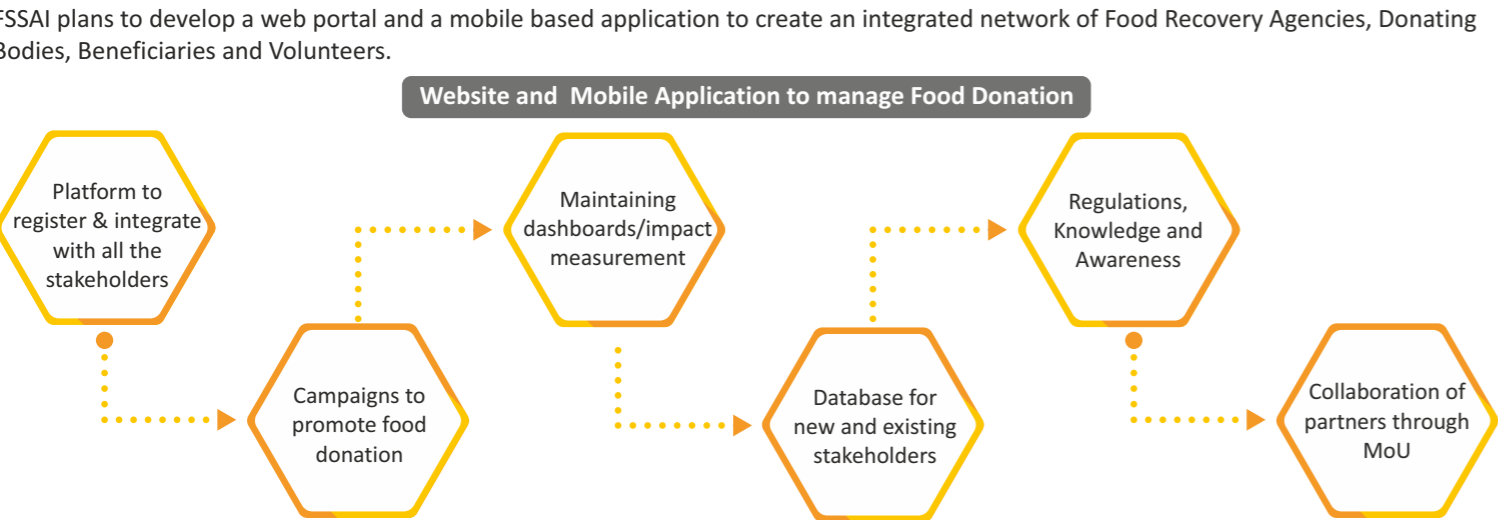 FSSAI plans to develop a web portal and a mobile based application to create an integrated network of Food Recovery Agencies, Donating
Bodies, Beneficiaries and Volunteers.
Website and Mobile Application to manage Food Donation
Platform to
register & integrate
with all the
stakeholders
Campaigns to
promote food
donation
Maintaining
dashboards/impact
measurement
Database for
new and existing
stakeholders
Regulations,
Knowledge and
Awareness
Collaboration of
partners through
MoU